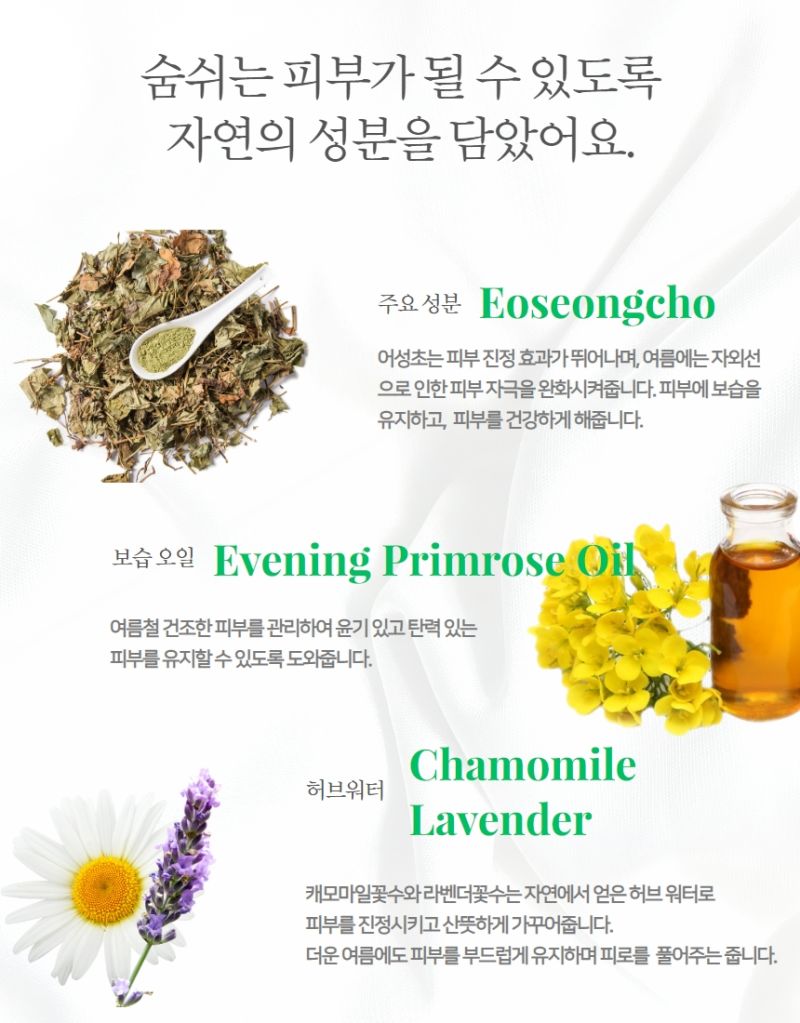 숨쉬는 피부가 될 수 있도록
자연의 성분을 담았어요.
주요 성분 Eoseongcho
어성초는 피부 진정 효과가 뛰어나며, 여름에는 자외선
으로 인한 피부 자극을 완화시켜줍니다. 피부에 보습을
유지하고, 피부를 건강하게 해줍니다.
보습 오일 Evening Primrose Oil
여름철 건조한 피부를 관리하여 윤기 있고 탄력 있는
피부를 유지할 수 있도록 도와줍니다.
허브워터
Chamomile
Lavender
캐모마일꽃수와 라벤더꽃수는 자연에서 얻은 허브 워터로
피부를 진정시키고 산뜻하게 가꾸어줍니다.
더운 여름에도 피부를 부드럽게 유지하며 피로를 풀어주는 줍니다.